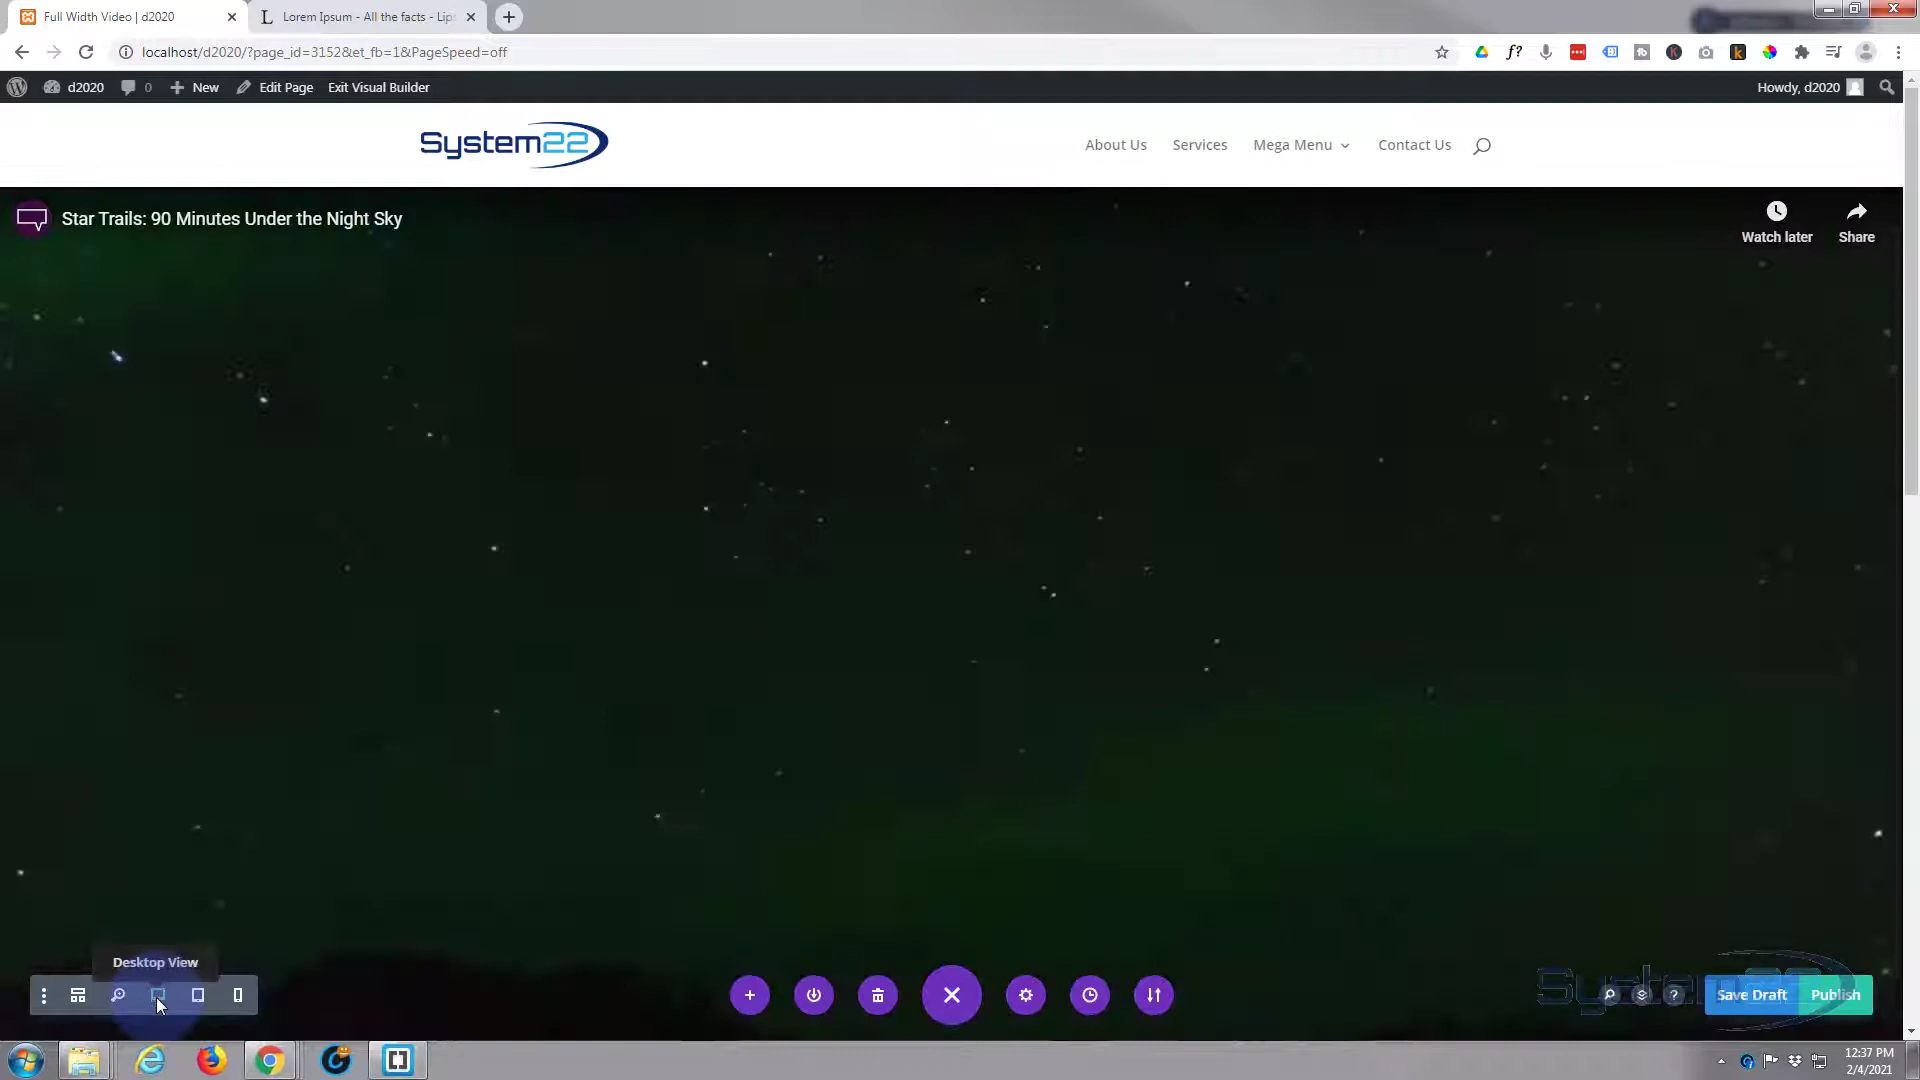 Full Width Video | d2020
Lorem Ipsum - All the facts - Lips
localhost/d2020/?page_id=3152&et_fb=1&PageSpeed=off
d2020 0 New Edit Page Exit Visual Builder Howdy, d2020
System22
About Us Services Mega Menu Contact Us
Star Trails: 90 Minutes Under the Night Sky
Watch later Share
Desktop View
System22
Save Draft Publish
12:37 PM
2/4/2021